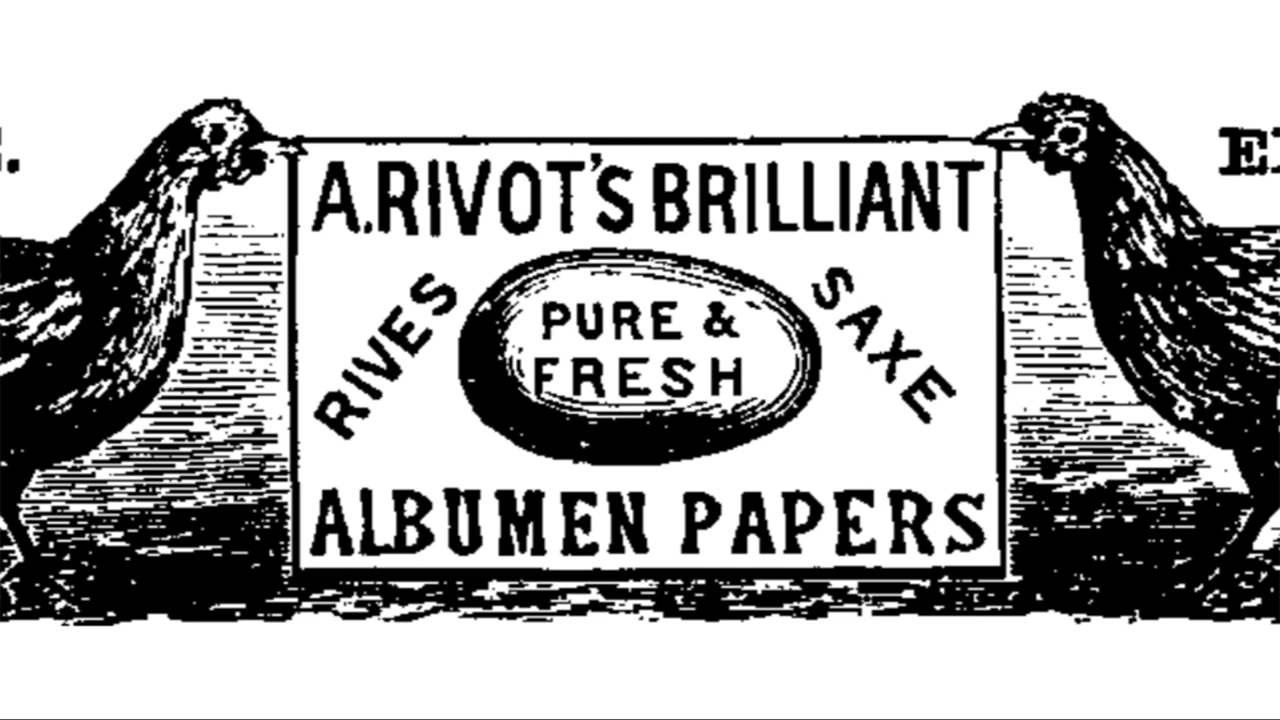 A. RIVOT'S BRILLIANT
RIVES
SAXE
PURE &
FRESH
ALBUMEN PAPERS